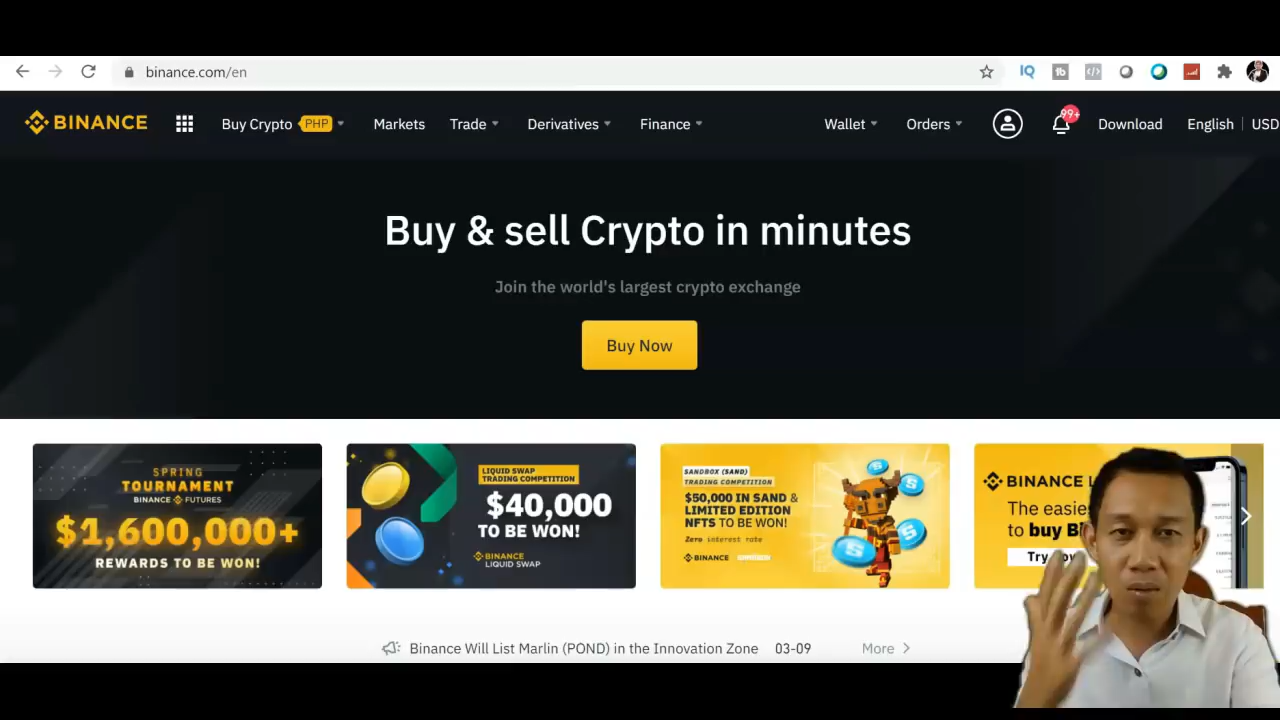 binance.com/en
IQ
tb
BINANCE
Buy Crypto PHP
Markets
Trade
Derivatives
Finance
Wallet
Orders
99+
Download
English
USD
Buy & sell Crypto in minutes
Join the world's largest crypto exchange
Buy Now
SPRING
TOURNAMENT
BINANCE FUTURES
$1,600,000+
REWARDS TO BE WON!
LIQUID SWAP
TRADING COMPETITION
$40,000
TO BE WON!
BINANCE
LIQUID SWAP
SANDBOX (SAND)
TRADING COMPETITION
$50,000 IN SAND &
LIMITED EDITION
NFTS TO BE WON!
Zero interest rate
BINANCE
BINANCE L
The easies
to buy B
Try
Binance Will List Marlin (POND) in the Innovation Zone 03-09
More